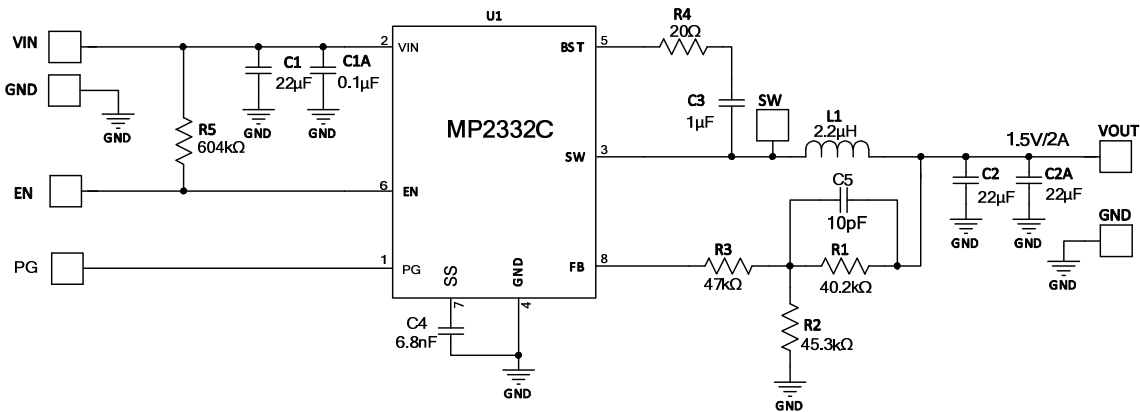 U1
VIN
GND
GND
R5
604kΩ
C1
22μF
GND
C1A
0.1μF
GND
EN
PG
2
VIN
6
EN
1
PG
MP2332C
BST
5
SW
3
FB
8
SS
7
GND
4
C4
6.8nF
GND
R4
20Ω
C3
1μF
SW
L1
2.2μH
C5
10pF
R3
47kΩ
R1
40.2kΩ
R2
45.3kΩ
GND
1.5V/2A
VOUT
C2
22μF
GND
C2A
22μF
GND
GND
GND